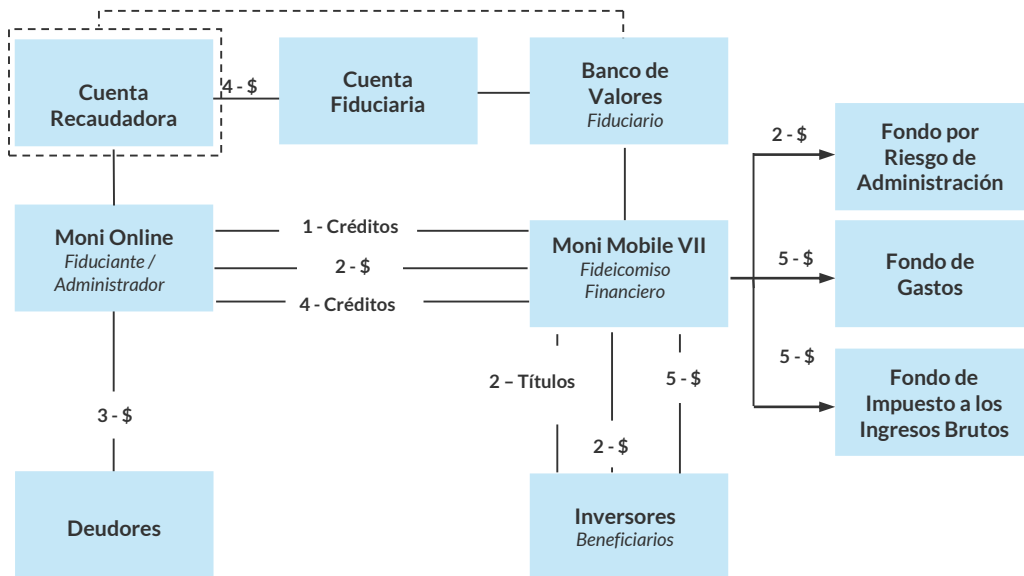 Cuenta
Recaudadora
4 - $
Cuenta
Fiduciaria
Banco de
Valores
Fiduciario
2 - $
Fondo por
Riesgo de
Administración
Moni Online
Fiduciante /
Administrador
1 - Créditos
2 - $
4 - Créditos
Moni Mobile VII
Fideicomiso
Financiero
5 - $
Fondo de
Gastos
5 - $
Fondo de
Impuesto a los
Ingresos Brutos
3 - $
2 – Títulos
2 - $
5 - $
Deudores
Inversores
Beneficiarios